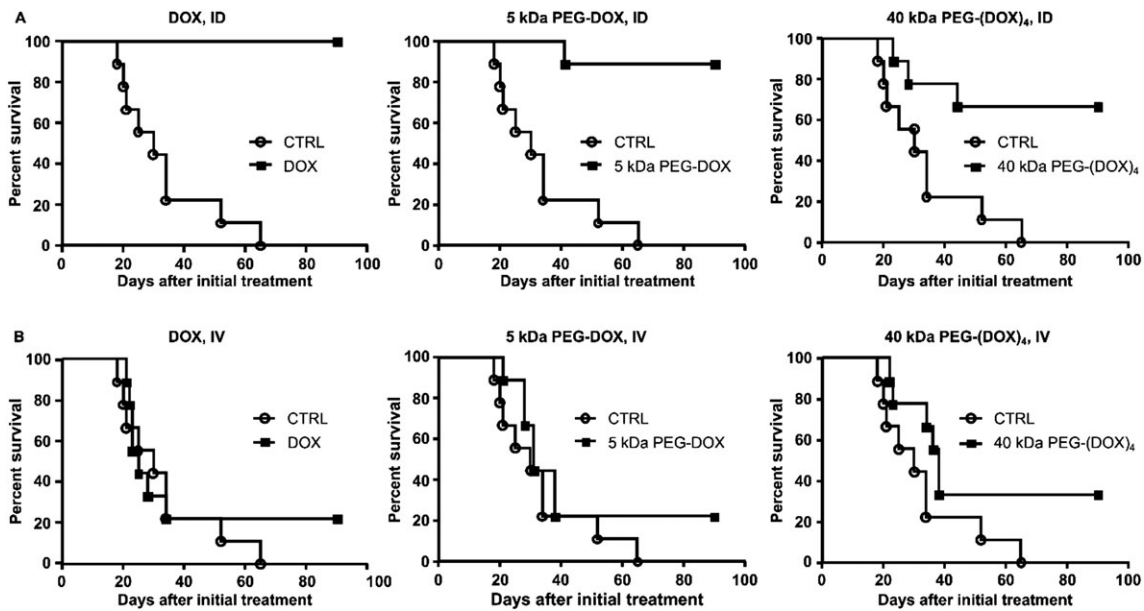 A
DOX, ID
Percent survival
100
80
60
40
20
0
0 20 40 60 80 100
Days after initial treatment
CTRL
DOX
5 kDa PEG-DOX, ID
Percent survival
100
80
60
40
20
0
0 20 40 60 80 100
Days after initial treatment
CTRL
5 kDa PEG-DOX
40 kDa PEG-(DOX)₄, ID
Percent survival
100
80
60
40
20
0
0 20 40 60 80 100
Days after initial treatment
CTRL
40 kDa PEG-(DOX)₄
B
DOX, IV
Percent survival
100
80
60
40
20
0
0 20 40 60 80 100
Days after initial treatment
CTRL
DOX
5 kDa PEG-DOX, IV
Percent survival
100
80
60
40
20
0
0 20 40 60 80 100
Days after initial treatment
CTRL
5 kDa PEG-DOX
40 kDa PEG-(DOX)₄, IV
Percent survival
100
80
60
40
20
0
0 20 40 60 80 100
Days after initial treatment
CTRL
40 kDa PEG-(DOX)₄